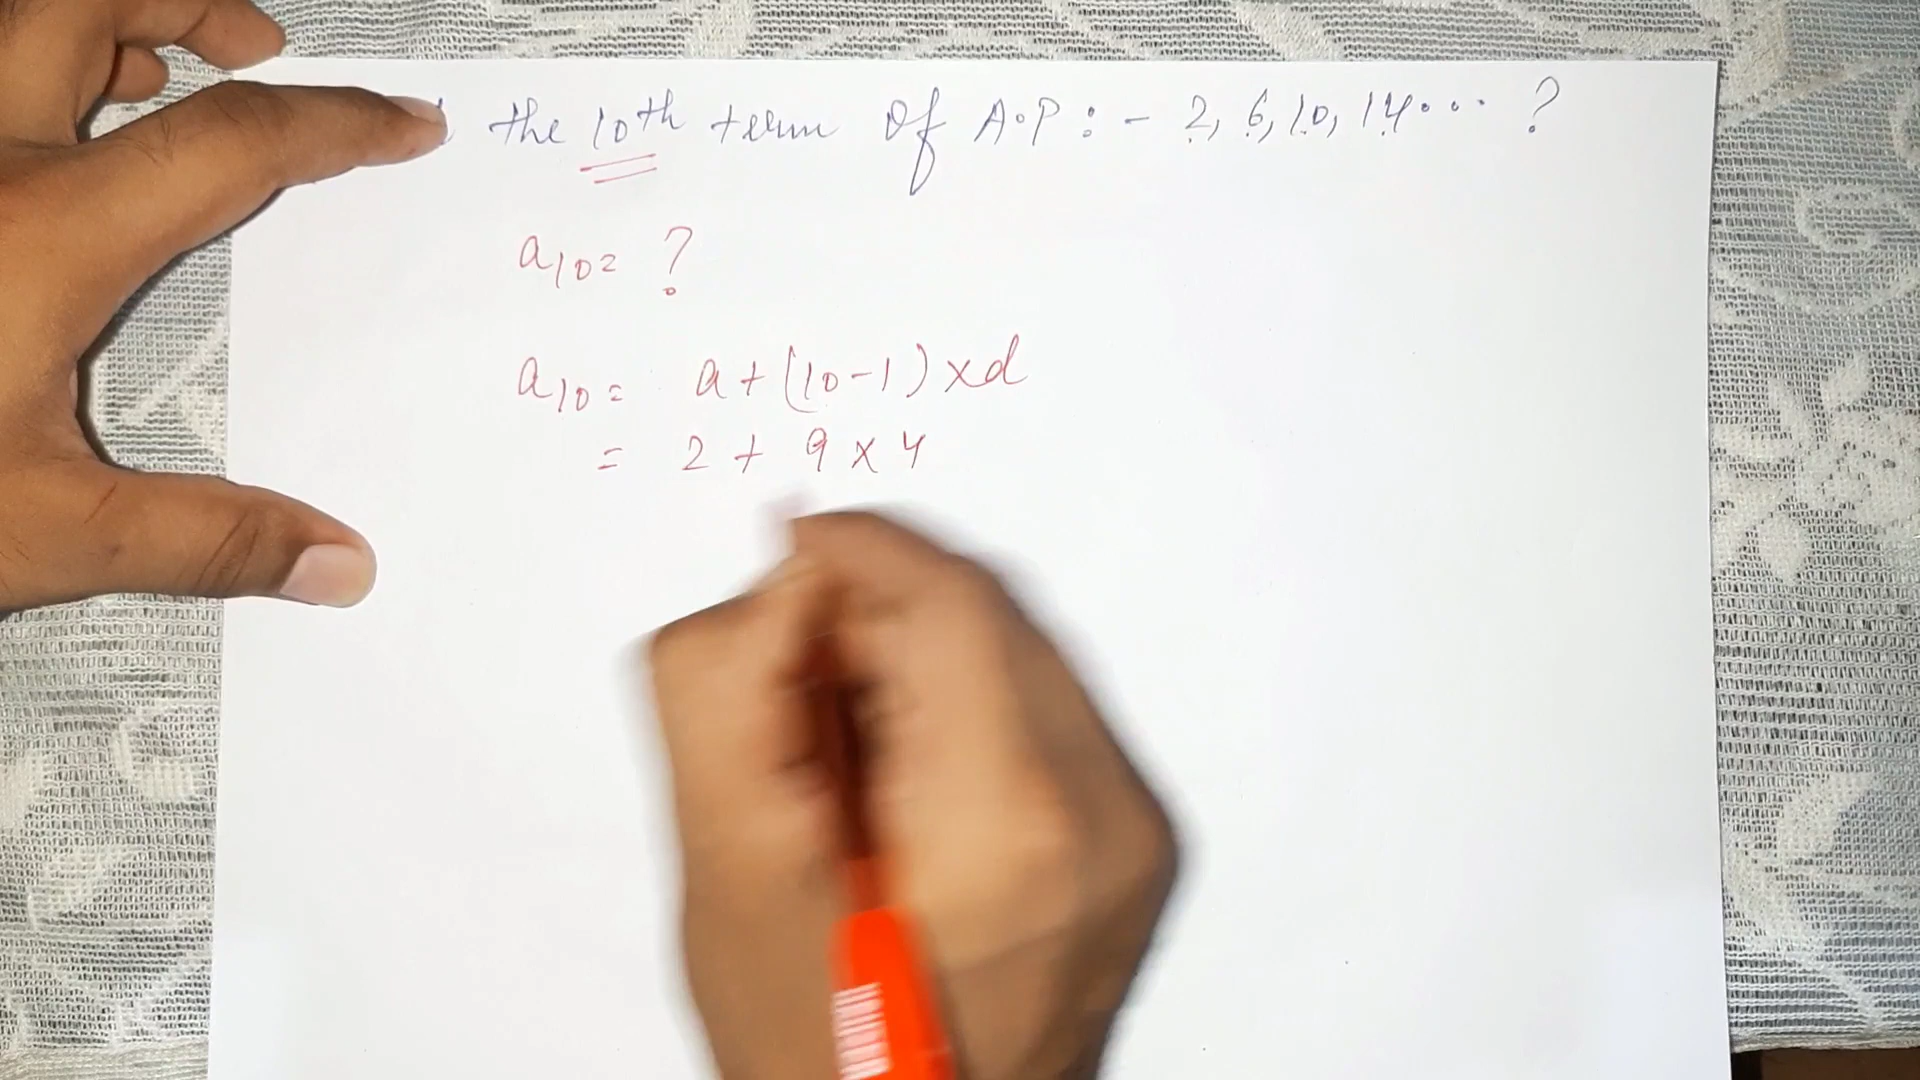 the 10th term of A.P :- 2, 6, 10, 14... ?
a10= ?
a10= a+(10-1)×d
= 2 + 9 × 4